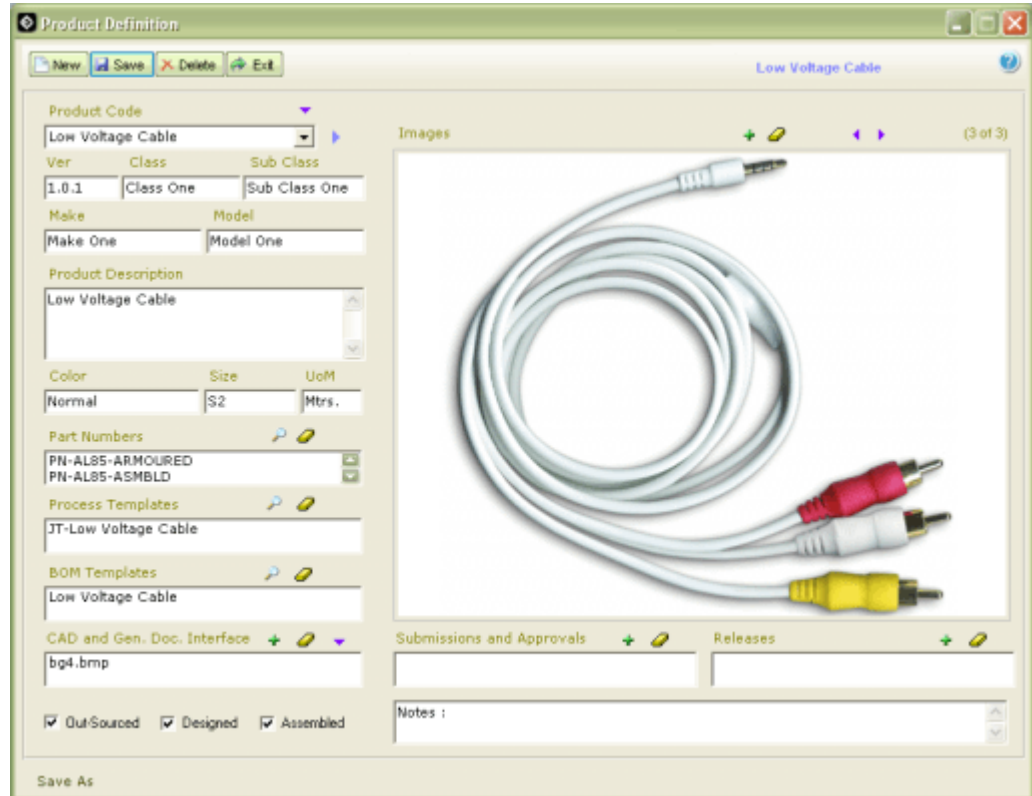 Product Definition
New Save Delete Exit
Low Voltage Cable
Product Code
Low Voltage Cable
Ver Class Sub Class
1.0.1 Class One Sub Class One
Make Model
Make One Model One
Product Description
Low Voltage Cable
Color Size UoM
Normal S2 Mtrs.
Part Numbers
PN-AL85-ARMOURED
PN-AL85-ASMBLD
Process Templates
JT-Low Voltage Cable
BOM Templates
Low Voltage Cable
CAD and Gen. Doc. Interface
bg4.bmp
Out-Sourced Designed Assembled
Images (3 of 3)
Submissions and Approvals Releases
Notes :
Save As